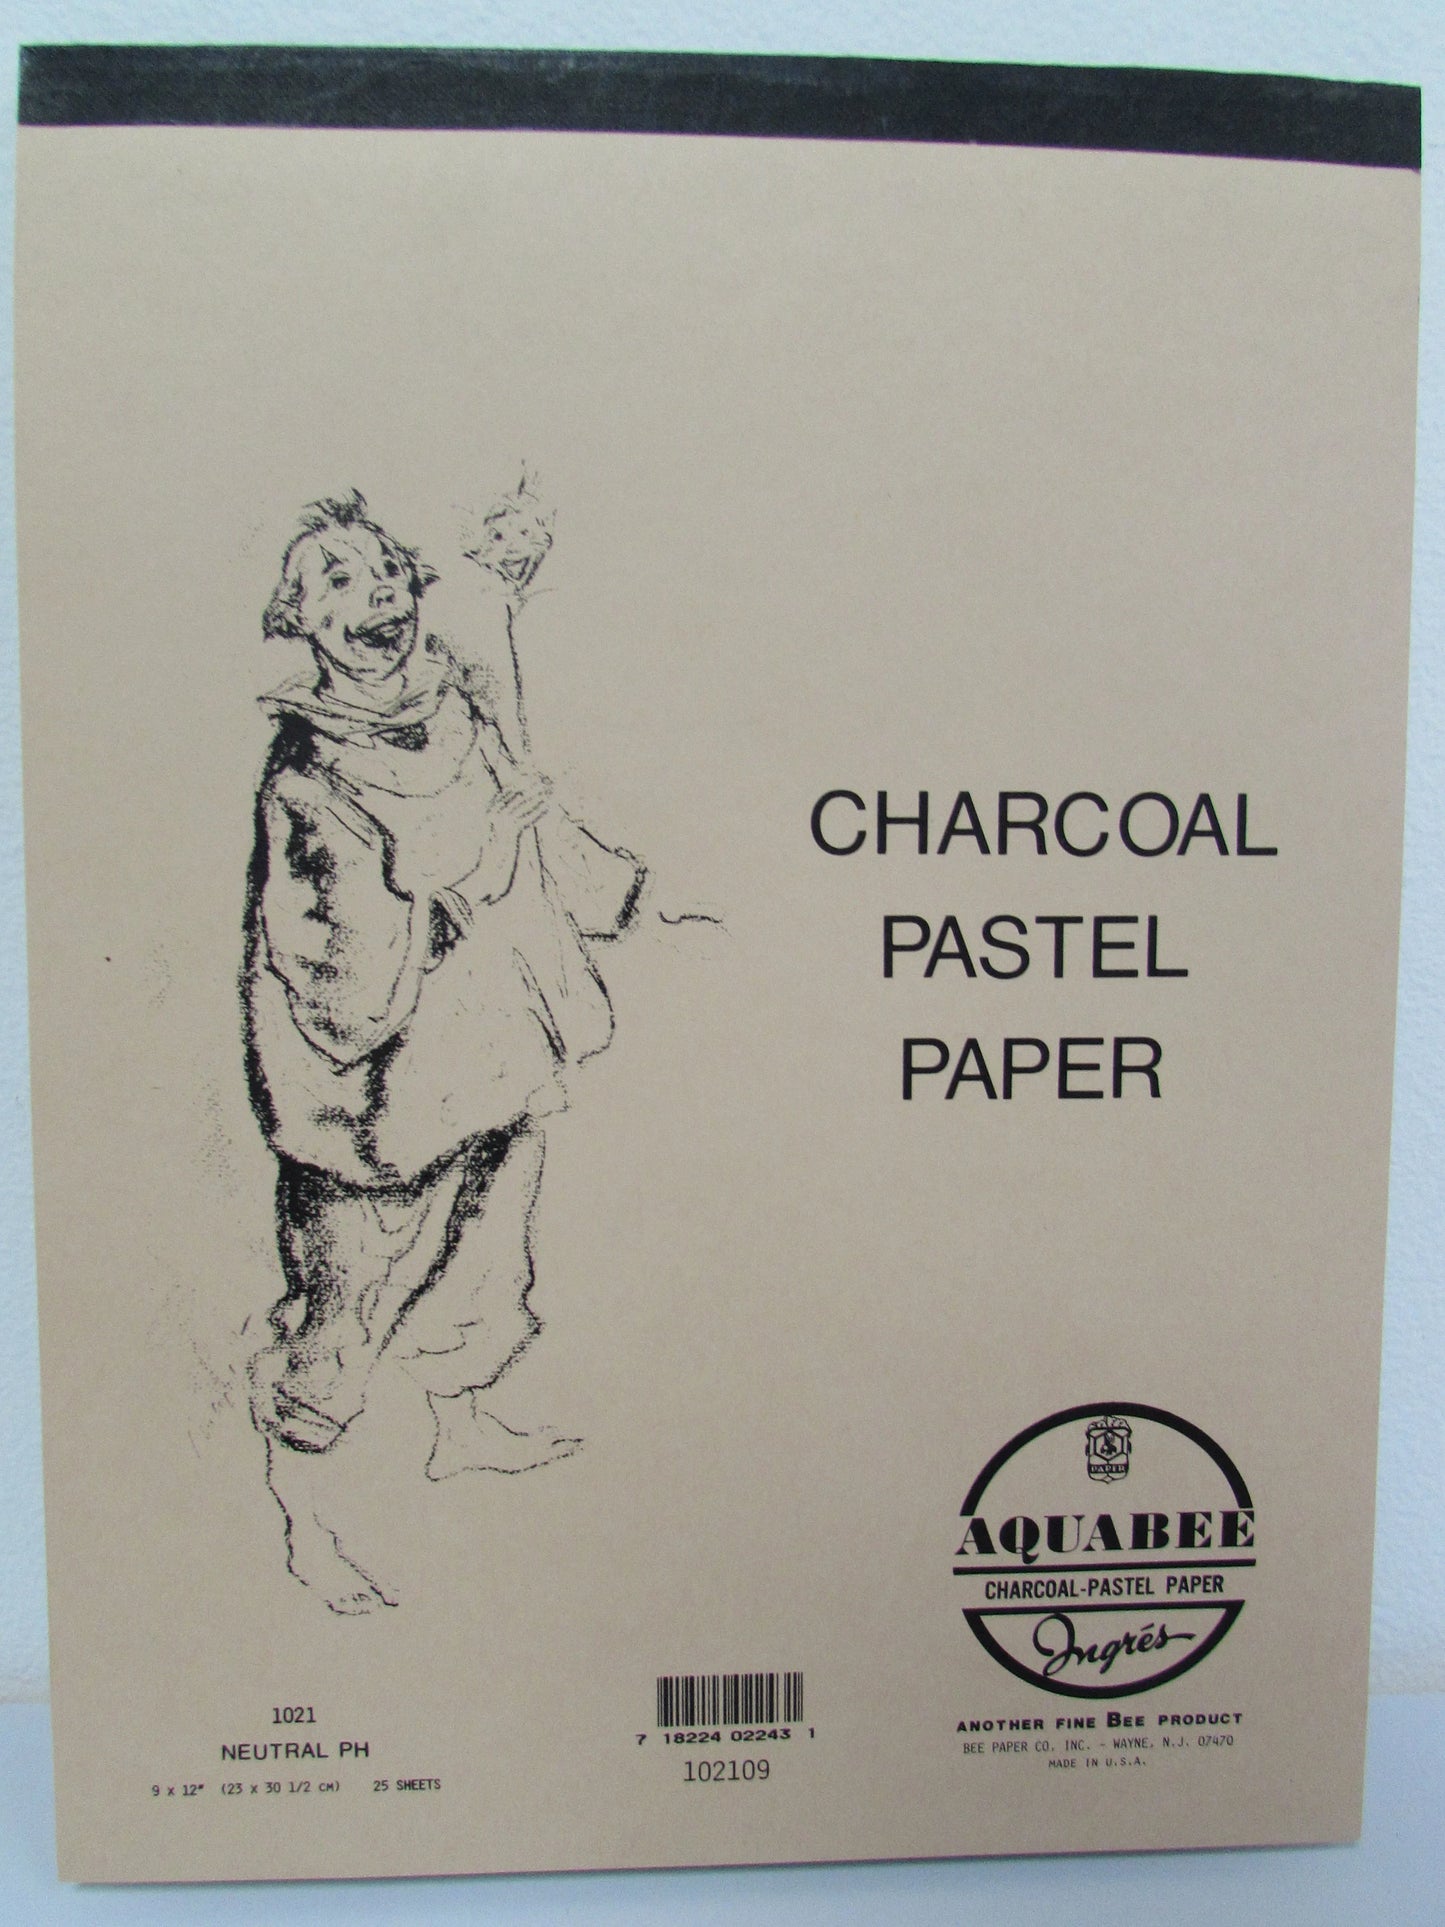 CHARCOAL
PASTEL
PAPER
PAPER
AQUABEE
CHARCOAL-PASTEL PAPER
Ingrés
ANOTHER FINE BEE PRODUCT
BEE PAPER CO. INC. - WAYNE, N.J. 07470
MADE IN U.S.A.
1021
NEUTRAL PH
9 x 12" (23 x 30 1/2 CM) 25 SHEETS
7 18224 02243 1
102109